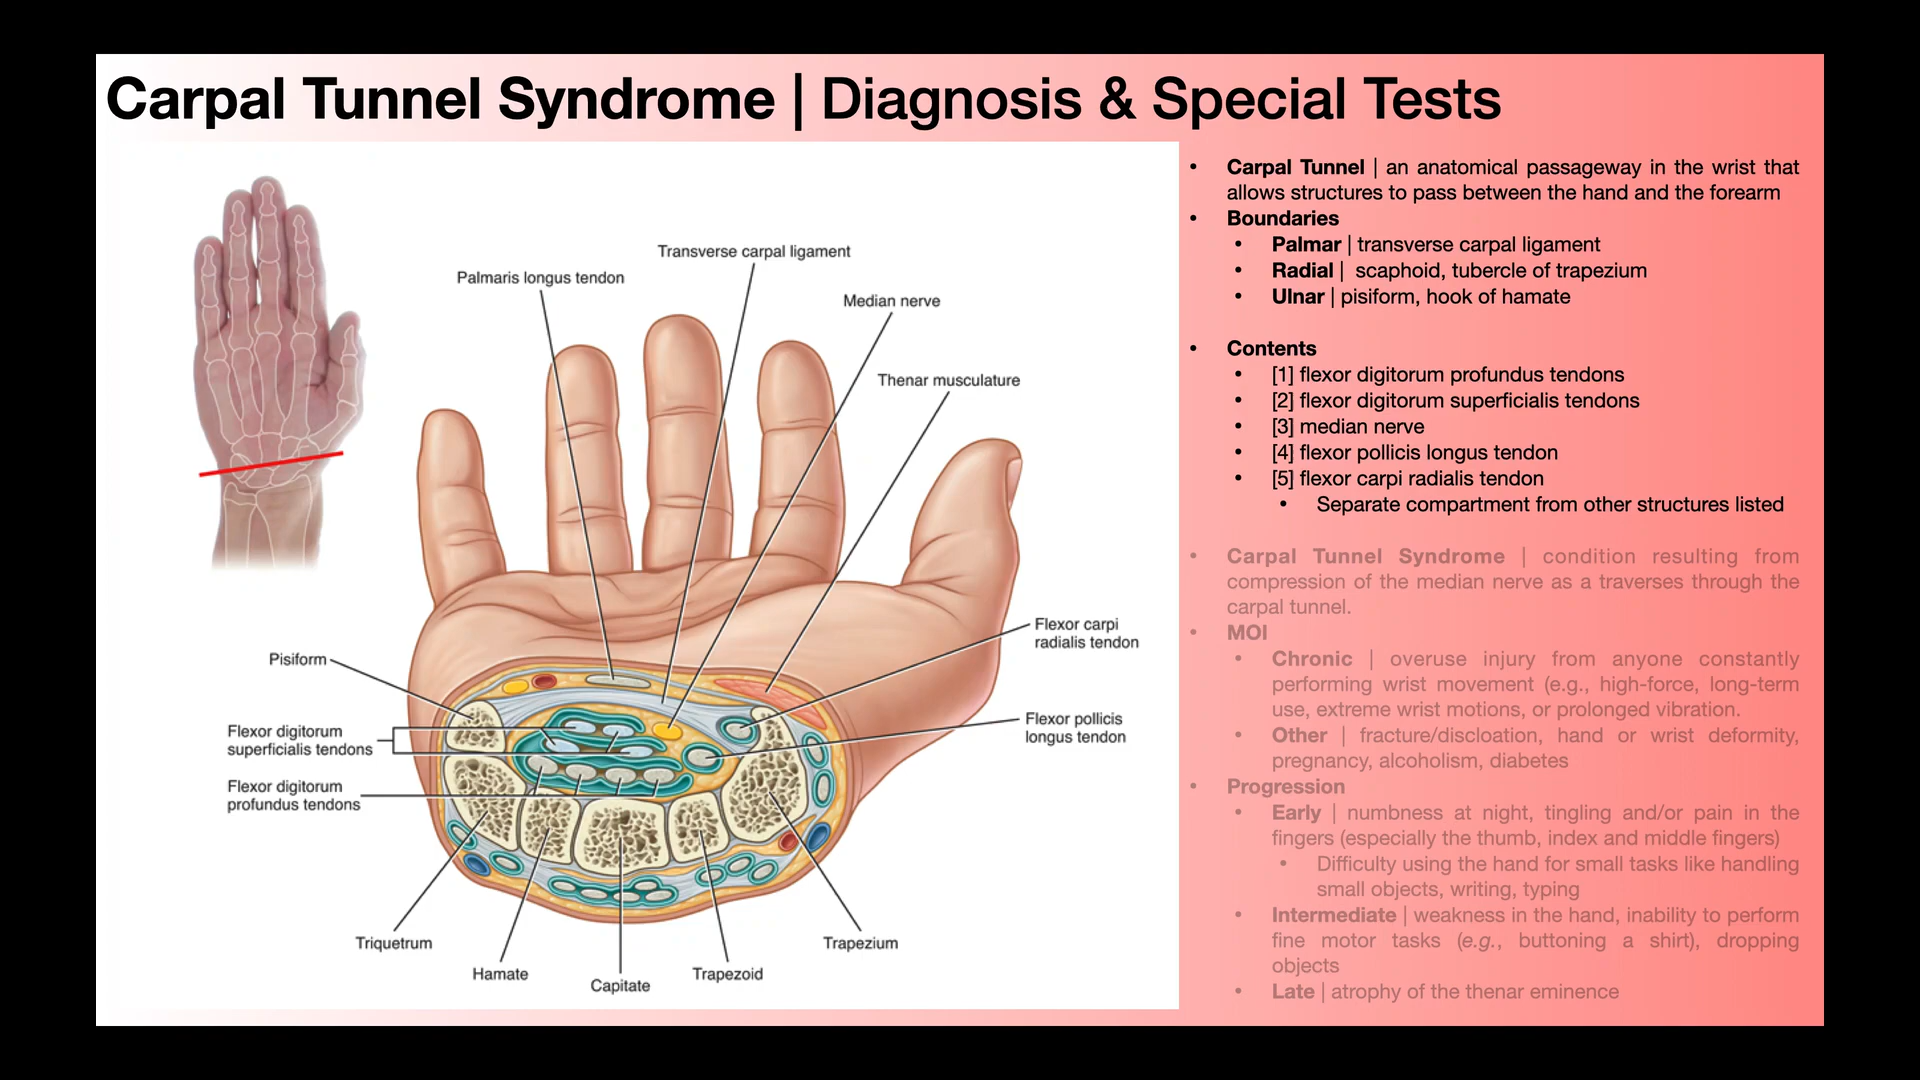 Carpal Tunnel Syndrome | Diagnosis & Special Tests
Transverse carpal ligament
Palmaris longus tendon
Median nerve
Thenar musculature
Flexor carpi
radialis tendon
Pisiform
Flexor pollicis
longus tendon
Flexor digitorum
superficialis tendons
Flexor digitorum
profundus tendons
Triquetrum
Hamate
Capitate
Trapezoid
Trapezium
• Carpal Tunnel | an anatomical passageway in the wrist that
allows structures to pass between the hand and the forearm
• Boundaries
• Palmar | transverse carpal ligament
• Radial | scaphoid, tubercle of trapezium
• Ulnar | pisiform, hook of hamate
• Contents
• [1] flexor digitorum profundus tendons
• [2] flexor digitorum superficialis tendons
• [3] median nerve
• [4] flexor pollicis longus tendon
• [5] flexor carpi radialis tendon
• Separate compartment from other structures listed
• Carpal Tunnel Syndrome | condition resulting from
compression of the median nerve as a traverses through the
carpal tunnel.
• MOI
• Chronic | overuse injury from anyone constantly
performing wrist movement (e.g., high-force, long-term
use, extreme wrist motions, or prolonged vibration.
• Other | fracture/discloation, hand or wrist deformity,
pregnancy, alcoholism, diabetes
• Progression
• Early | numbness at night, tingling and/or pain in the
fingers (especially the thumb, index and middle fingers)
• Difficulty using the hand for small tasks like handling
small objects, writing, typing
• Intermediate | weakness in the hand, inability to perform
fine motor tasks (e.g., buttoning a shirt), dropping
objects
• Late | atrophy of the thenar eminence